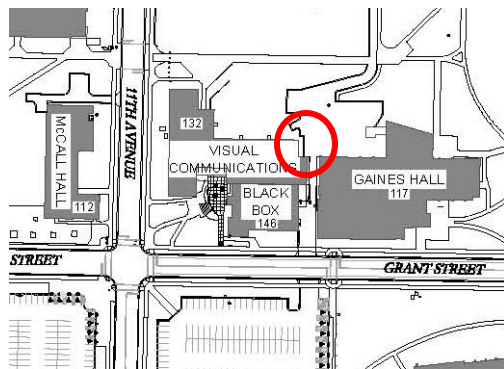 132
VISUAL
COMMUNICATIONS
McCALL HALL
112
11TH AVENUE
BLACK
BOX
146
GAINES HALL
117
STREET
GRANT STREET